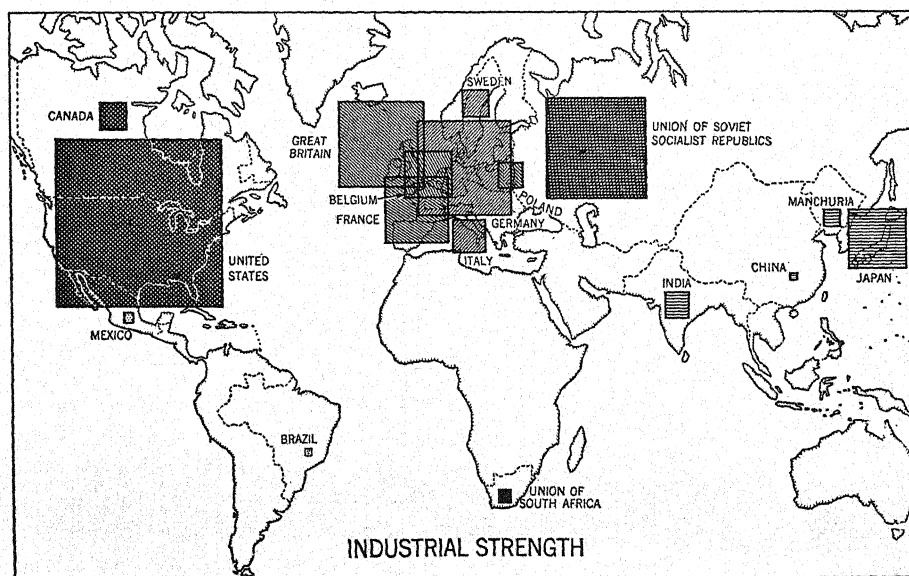 SWEDEN
CANADA
GREAT
BRITAIN
UNION OF SOVIET
SOCIALIST REPUBLICS
BELGIUM
FRANCE
POLAND
GERMANY
ITALY
MANCHURIA
JAPAN
UNITED
STATES
CHINA
INDIA
MEXICO
BRAZIL
UNION OF
SOUTH AFRICA
INDUSTRIAL STRENGTH